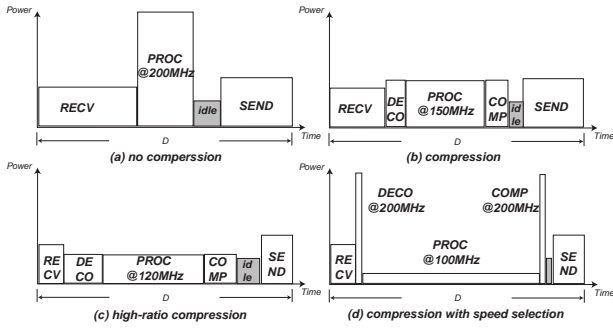 Power
RECV
PROC
@200MHz
idle
SEND
Time
D
(a) no comperssion
Power
RECV
DE
CO
PROC
@150MHz
CO
MP
id
le
SEND
Time
D
(b) compression
Power
RE
CV
DE
CO
PROC
@120MHz
CO
MP
id
le
SE
ND
Time
D
(c) high-ratio compression
Power
RE
CV
DECO
@200MHz
COMP
@200MHz
PROC
@100MHz
SE
ND
Time
D
(d) compression with speed selection